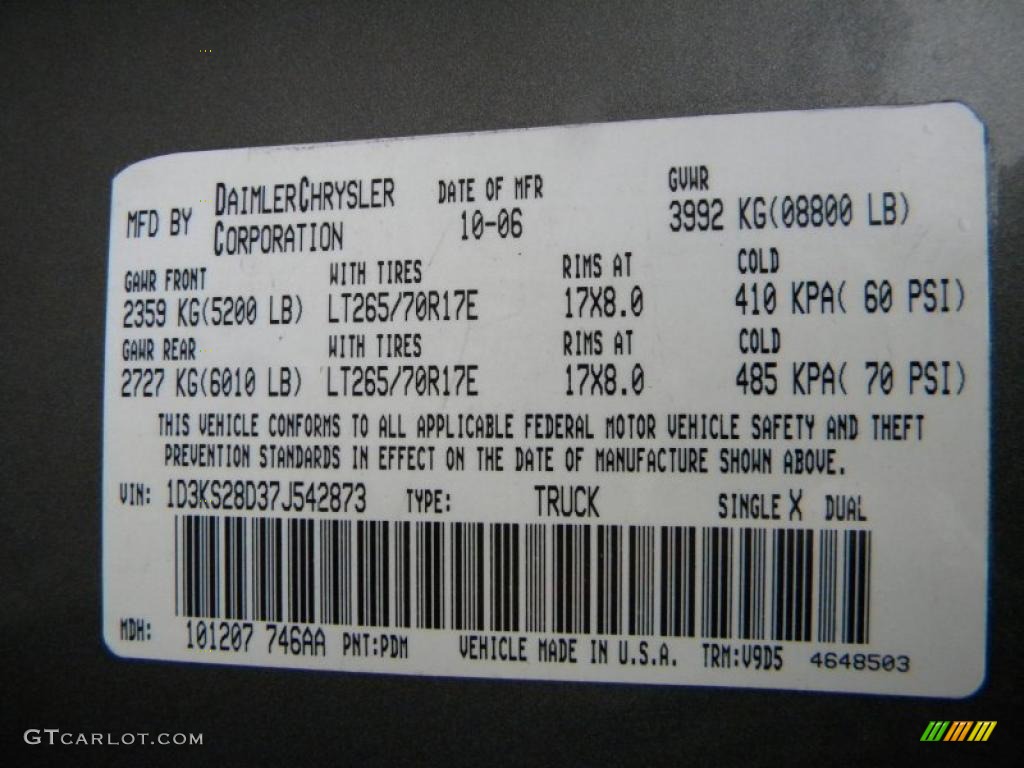 MFD BY DAIMLERCHRYSLER CORPORATION
DATE OF MFR
10-06
GVWR
3992 KG(08800 LB)
GAWR FRONT WITH TIRES RIMS AT COLD
2359 KG(5200 LB) LT265/70R17E 17X8.0 410 KPA( 60 PSI)
GAWR REAR WITH TIRES RIMS AT COLD
2727 KG(6010 LB) LT265/70R17E 17X8.0 485 KPA( 70 PSI)
THIS VEHICLE CONFORMS TO ALL APPLICABLE FEDERAL MOTOR VEHICLE SAFETY AND THEFT
PREVENTION STANDARDS IN EFFECT ON THE DATE OF MANUFACTURE SHOWN ABOVE.
VIN: 1D3KS28D37J542873 TYPE: TRUCK SINGLE X DUAL
MDH: 101207 746AA PNT:PDM VEHICLE MADE IN U.S.A. TRM:V9D5 4648503
GTCARLOT.COM